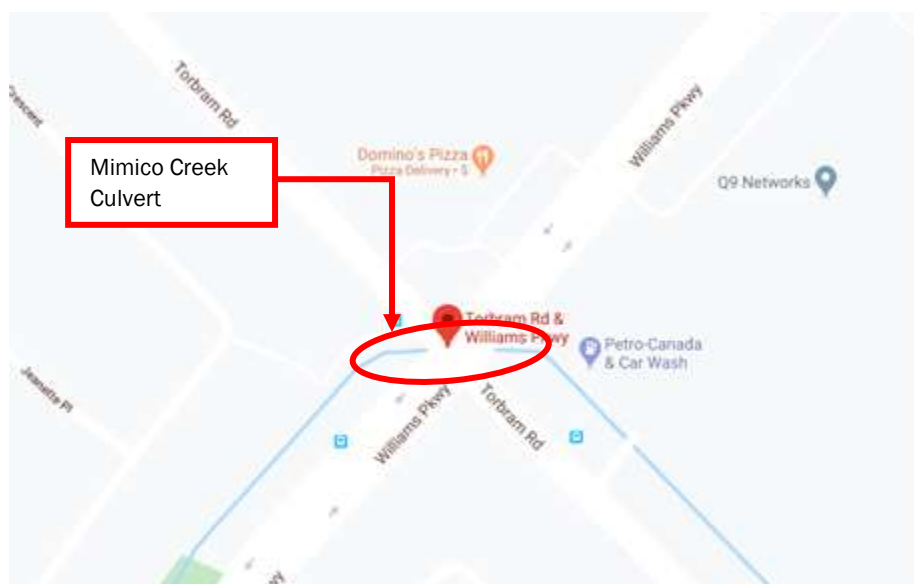 Torbram Rd
Williams Pkwy
Crescent
Mimico Creek
Culvert
Domino's Pizza
Pizza Delivery • $
Q9 Networks
Torbram Rd &
Williams Pkwy
Petro-Canada
& Car Wash
Jeanette Pl
Williams Pkwy
Torbram Rd